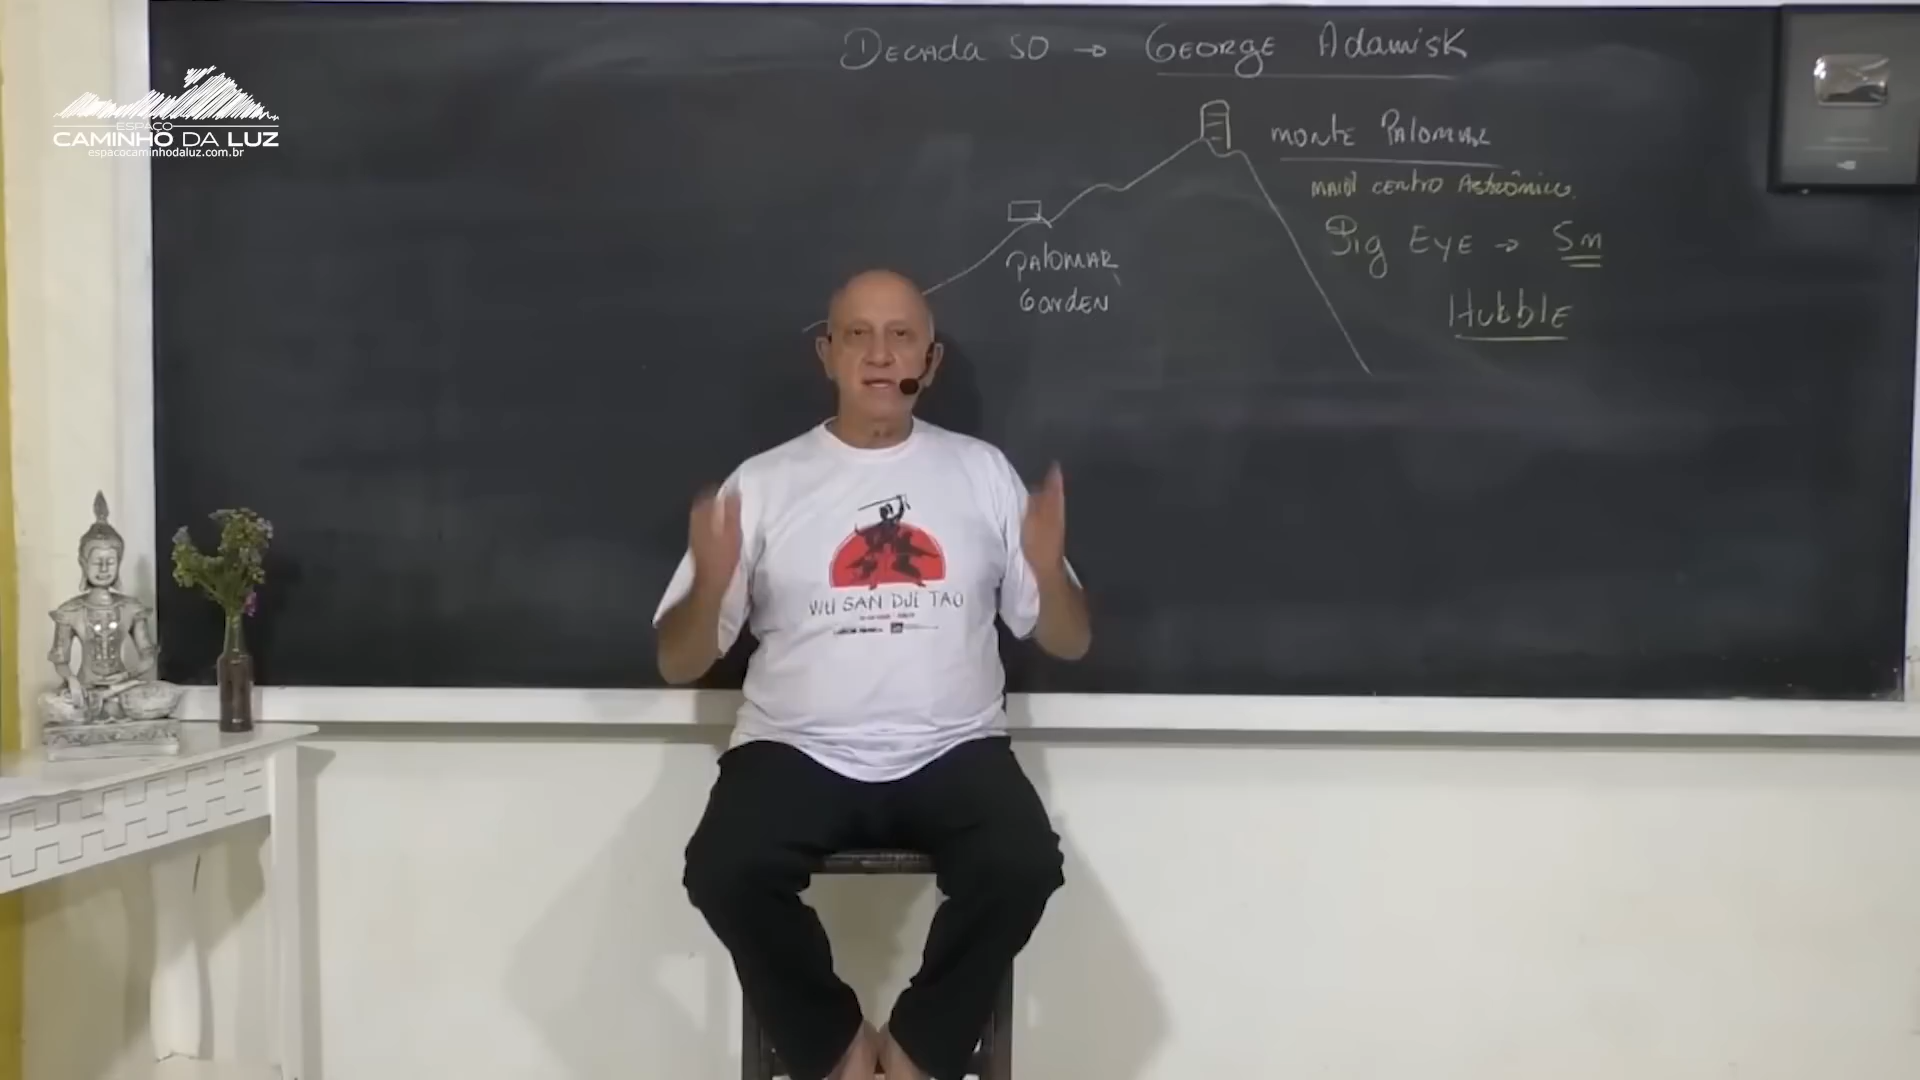 DECADA 50 → GEORGE AdamiSK
ESPAÇO
CAMINHO DA LUZ
espacocaminhodaluz.com.br
monte Palomar
maior centro Astronômico.
Big EyE → 5m
PAlOMAR
GardEN
HubblE
WU SAN DJE TAO